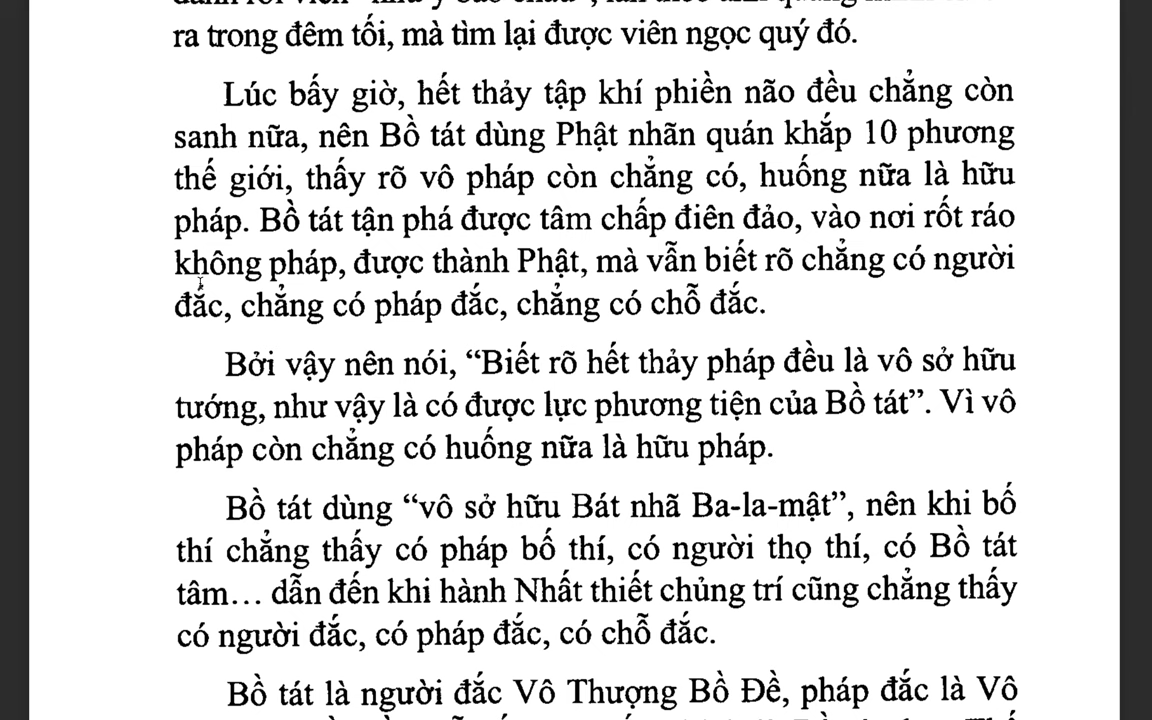 ra trong đêm tối, mà tìm lại được viên ngọc quý đó.
Lúc bấy giờ, hết thảy tập khí phiền não đều chẳng còn
sanh nữa, nên Bồ tát dùng Phật nhãn quán khắp 10 phương
thế giới, thấy rõ vô pháp còn chẳng có, huống nữa là hữu
pháp. Bồ tát tận phá được tâm chấp điên đảo, vào nơi rốt ráo
không pháp, được thành Phật, mà vẫn biết rõ chẳng có người
đắc, chẳng có pháp đắc, chẳng có chỗ đắc.
Bởi vậy nên nói, “Biết rõ hết thảy pháp đều là vô sở hữu
tướng, như vậy là có được lực phương tiện của Bồ tát”. Vì vô
pháp còn chẳng có huống nữa là hữu pháp.
Bồ tát dùng “vô sở hữu Bát nhã Ba-la-mật”, nên khi bố
thí chẳng thấy có pháp bố thí, có người thọ thí, có Bồ tát
tâm… dẫn đến khi hành Nhất thiết chủng trí cũng chẳng thấy
có người đắc, có pháp đắc, có chỗ đắc.
Bồ tát là người đắc Vô Thượng Bồ Đề, pháp đắc là Vô